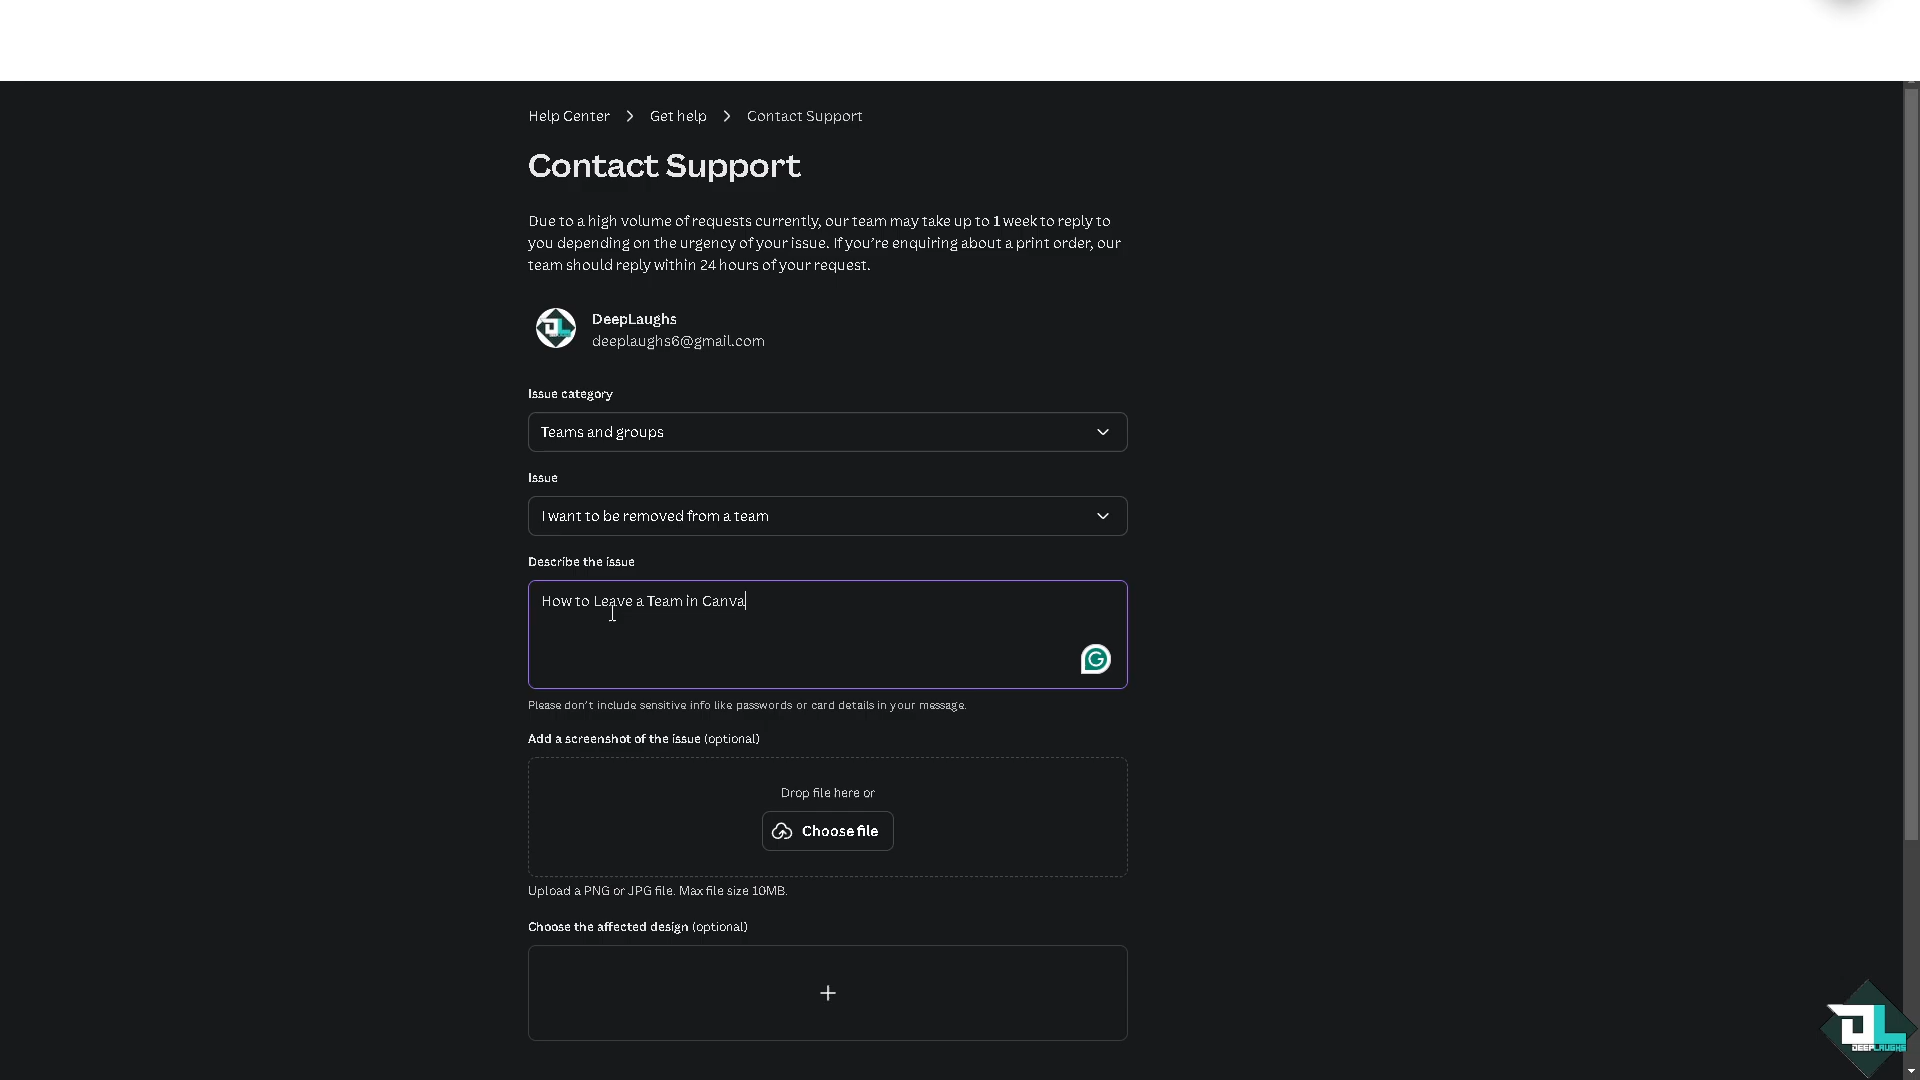 Help Center > Get help > Contact Support
Contact Support
Due to a high volume of requests currently, our team may take up to 1 week to reply to
you depending on the urgency of your issue. If you're enquiring about a print order, our
team should reply within 24 hours of your request.
DeepLaughs
deeplaughs6@gmail.com
Issue category
Teams and groups
Issue
I want to be removed from a team
Describe the issue
How to Leave a Team in Canva
Please don't include sensitive info like passwords or card details in your message.
Add a screenshot of the issue (optional)
Drop file here or
Choose file
Upload a PNG or JPG file. Max file size 10MB.
Choose the affected design (optional)
DL
DEEPLAUGHS